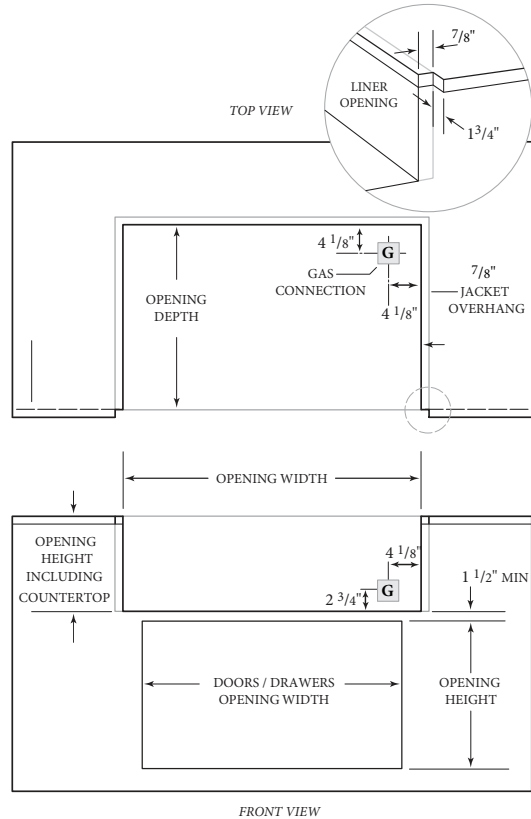 7/8"
LINER
OPENING
1 3/4"
TOP VIEW
4 1/8"
G
GAS
CONNECTION
4 1/8"
7/8"
JACKET
OVERHANG
OPENING
DEPTH
OPENING WIDTH
OPENING
HEIGHT
INCLUDING
COUNTERTOP
4 1/8"
G
2 3/4"
1 1/2" MIN
DOORS / DRAWERS
OPENING WIDTH
OPENING
HEIGHT
FRONT VIEW